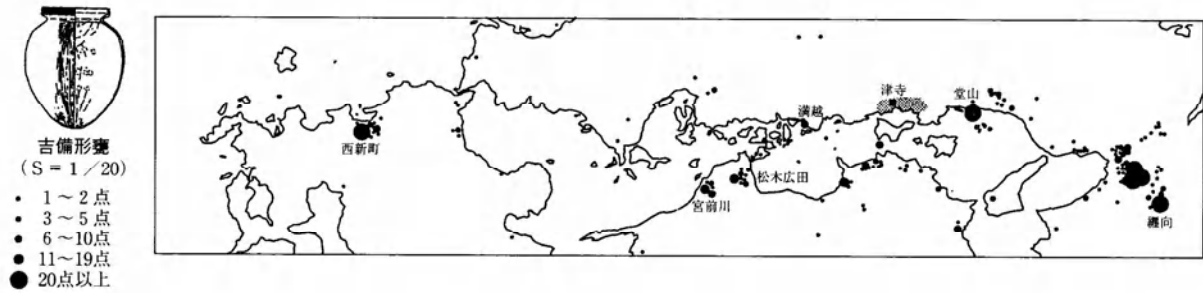 吉備形甕
(S＝1／20)
1～2点
3～5点
6～10点
11～19点
20点以上
西新町
宮前川
松木広田
溝越
津寺
堂山
纏向